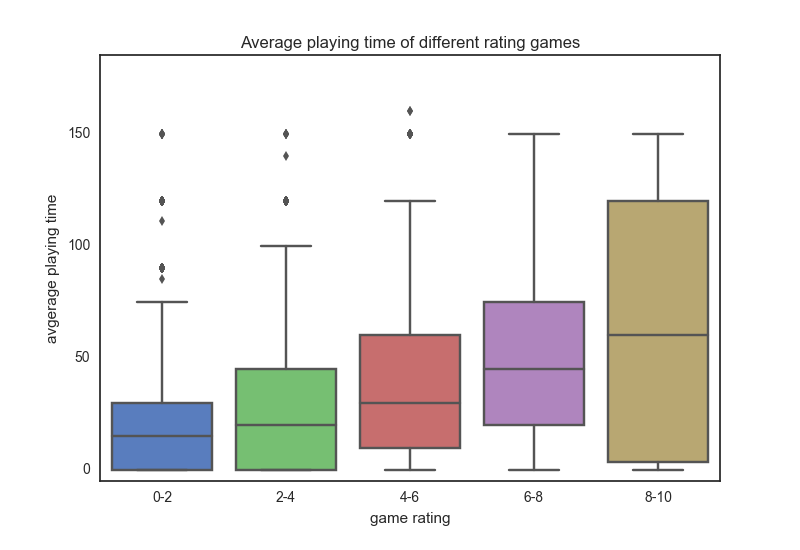 Average playing time of different rating games
avgerage playing time
150
100
50
0
0-2 2-4 4-6 6-8 8-10
game rating